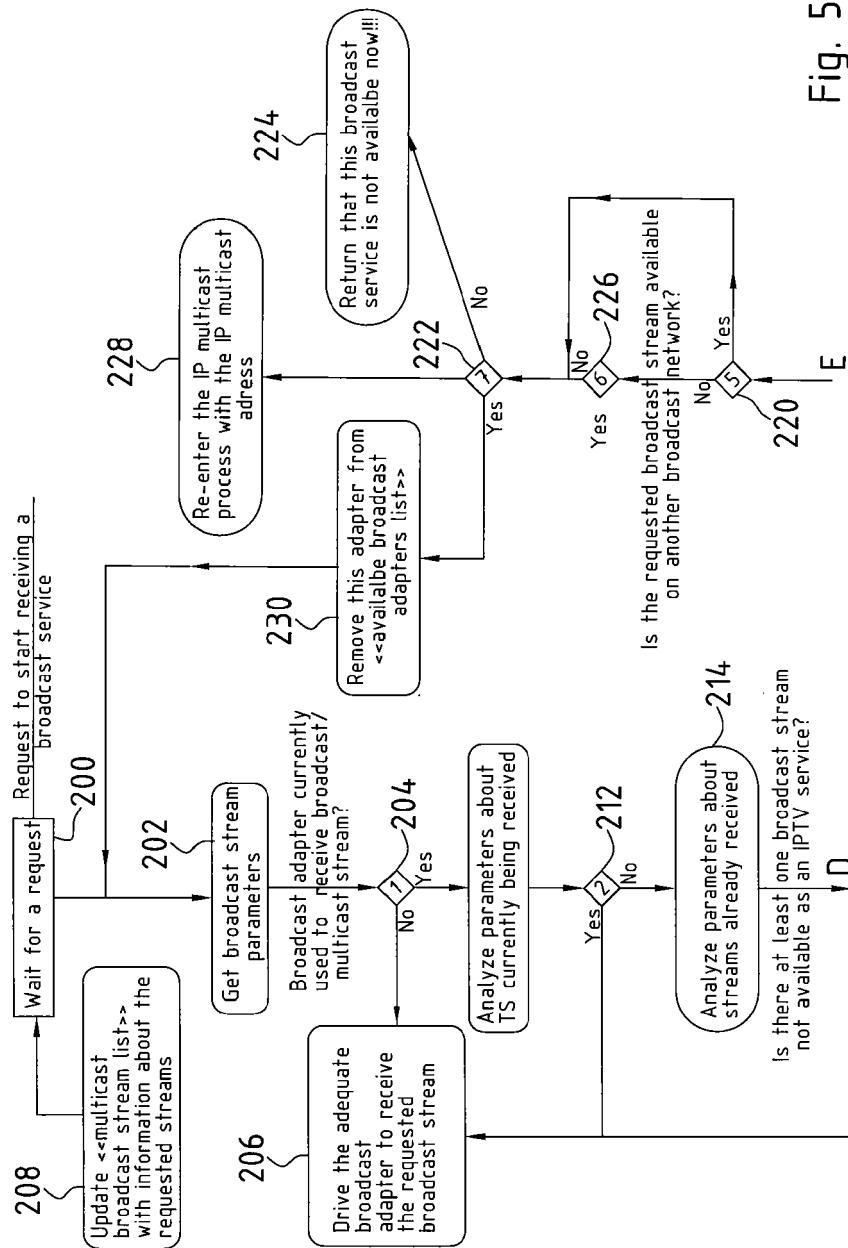 Request to start receiving a
broadcast service
Wait for a request
200
Update <<multicast
broadcast stream list>>
with information about the
requested streams
208
202
Get broadcast stream
parameters
Broadcast adapter currently
used to receive broadcast/
multicast stream?
1
204
No
Yes
206
Drive the adequate
broadcast
adapter to receive
the requested
broadcast stream
Analyze parameters about
TS currently being received
2
212
Yes
No
214
Analyze parameters about
streams already received
Is there at least one broadcast stream
not available as an IPTV service?
D
228
Re-enter the IP multicast
process with the IP multicast
adress
224
Return that this broadcast
service is not availalbe now!!!
230
Remove this adapter from
<<availalbe broadcast
adapters list>>
222
7
Yes
No
No
6
226
Yes
Is the requested broadcast stream available
on another broadcast network?
No
Yes
5
220
E
Fig. 5